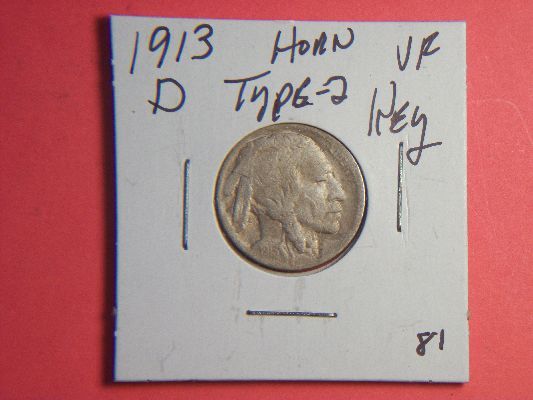 1913 HORN VF
D TYPE-2 KEY
81